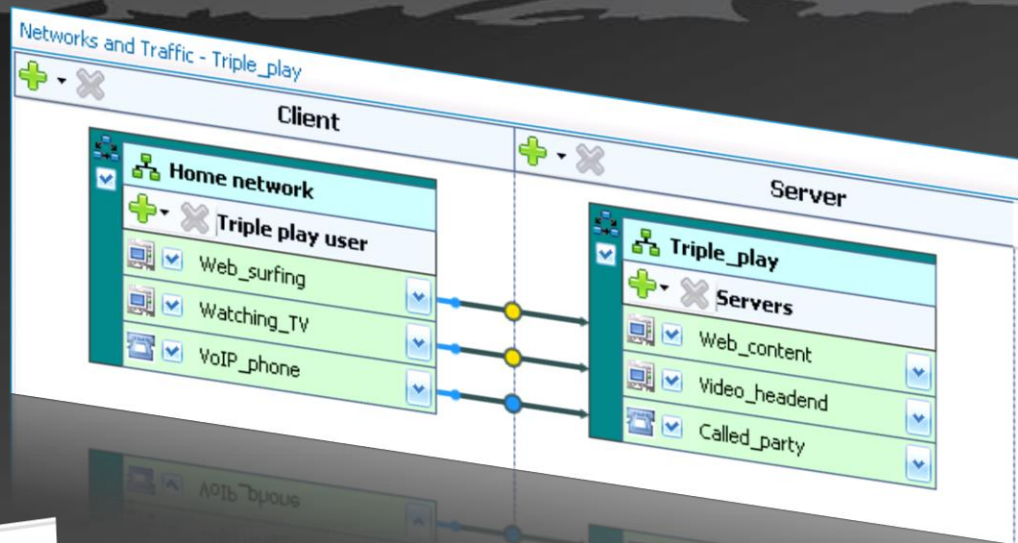 Networks and Traffic - Triple_play
Client
Server
Home network
Triple play user
Web_surfing
Watching_TV
VoIP_phone
Triple_play
Servers
Web_content
Video_headend
Called_party
VoIP_phone